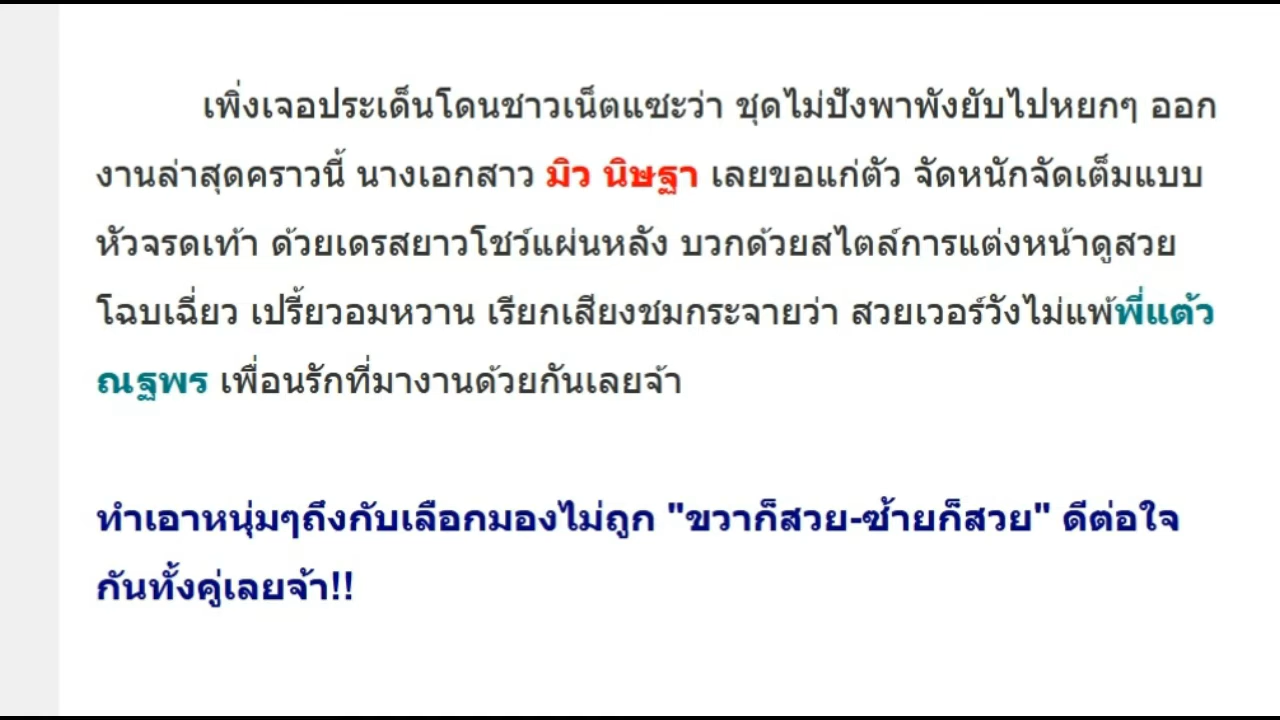 เพิ่งเจอประเด็นโดนชาวเน็ตแซะว่า ชุดไม่ปังพาพังยับไปหยกๆ ออก
งานล่าสุดคราวนี้ นางเอกสาว มิว นิษฐา เลยขอแก่ตัว จัดหนักจัดเต็มแบบ
หัวจรดเท้า ด้วยเดรสยาวโชว์แผ่นหลัง บวกด้วยสไตล์การแต่งหน้าดูสวย
โฉบเฉี่ยว เปรี้ยวอมหวาน เรียกเสียงชมกระจายว่า สวยเวอร์วังไม่แพ้พี่แต้ว
ณฐพร เพื่อนรักที่มางานด้วยกันเลยจ้า
ทำเอาหนุ่มๆถึงกับเลือกมองไม่ถูก "ขวาก็สวย-ซ้ายก็สวย" ดีต่อใจ
กันทั้งคู่เลยจ้า!!